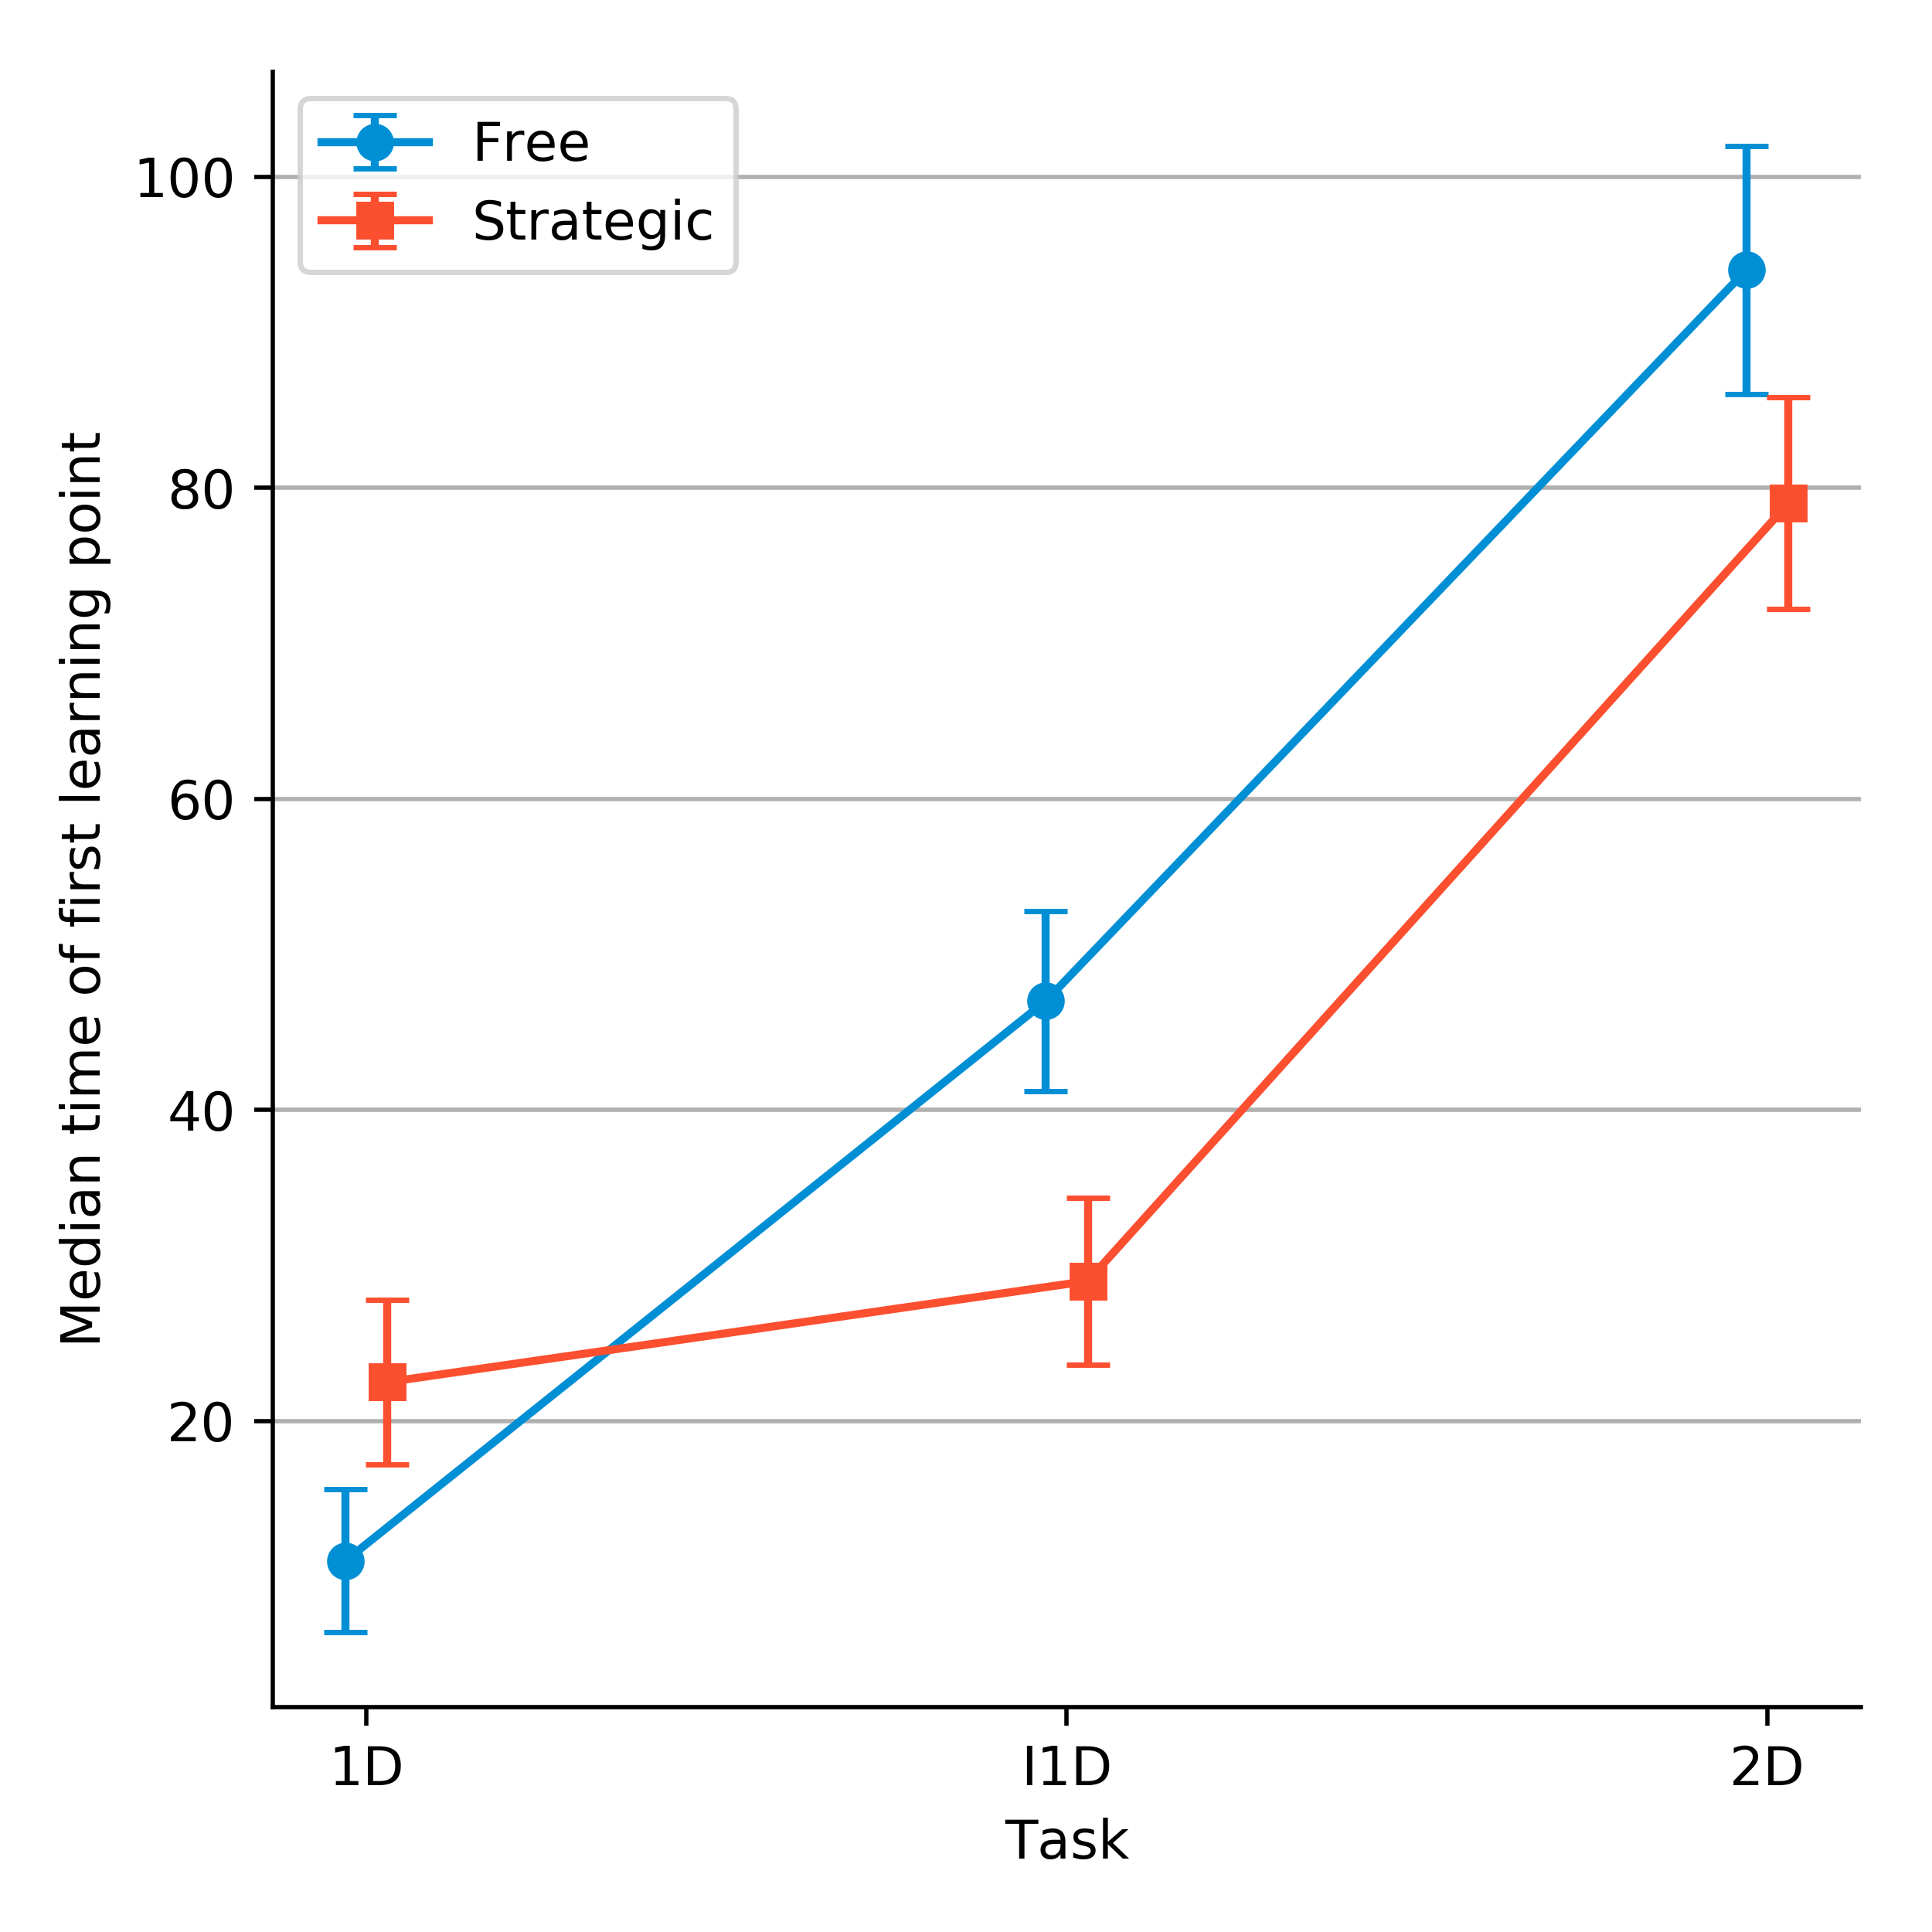 Free
Strategic
Median time of first learning point
100
80
60
40
20
1D
I1D
2D
Task